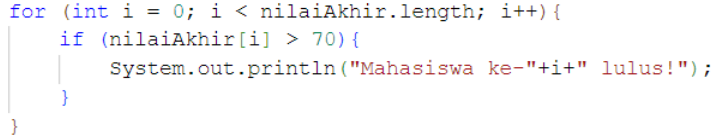 for (int i = 0; i < nilaiAkhir.length; i++){
    if (nilaiAkhir[i] > 70){
        System.out.println("Mahasiswa ke-"+i+" lulus!");
    }
}